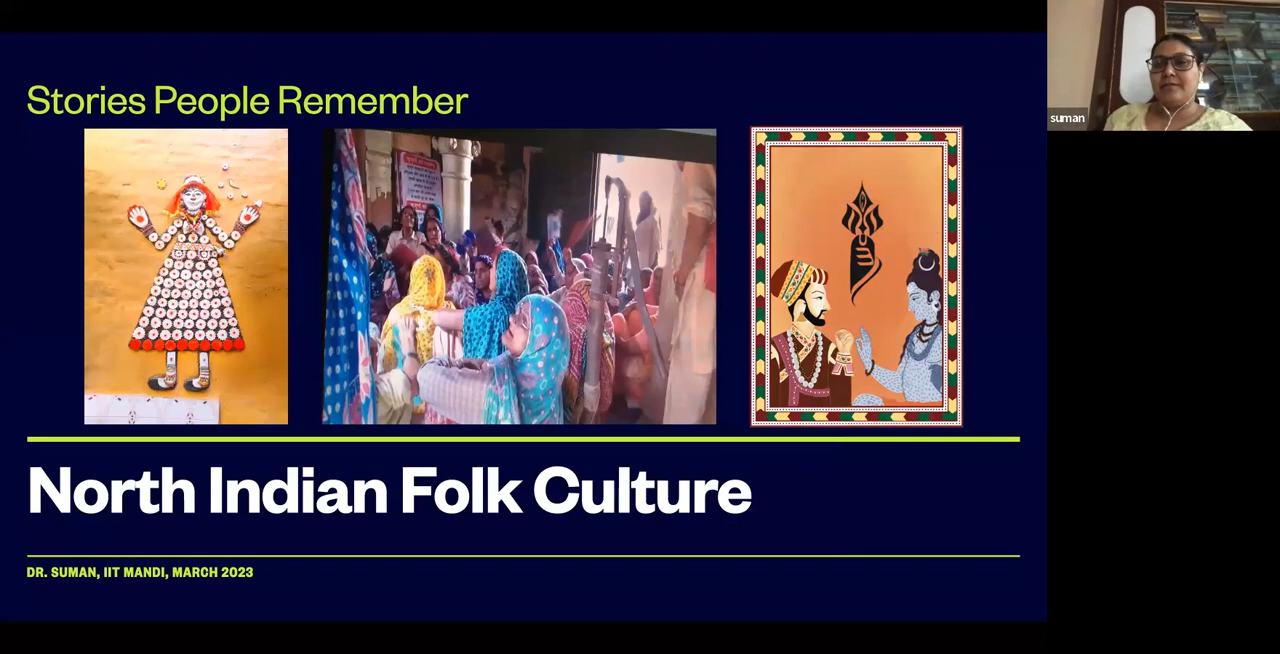 Stories People Remember
North Indian Folk Culture
DR. SUMAN, IIT MANDI, MARCH 2023
suman